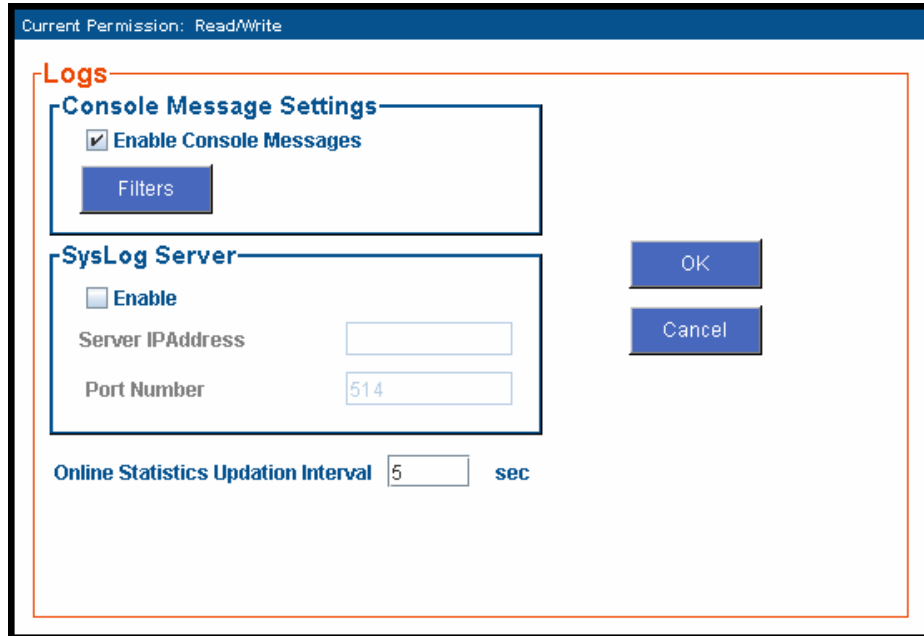 Current Permission: Read/Write
Logs
Console Message Settings
Enable Console Messages
Filters
SysLog Server
Enable
Server IPAddress
Port Number 514
OK
Cancel
Online Statistics Updation Interval 5 sec